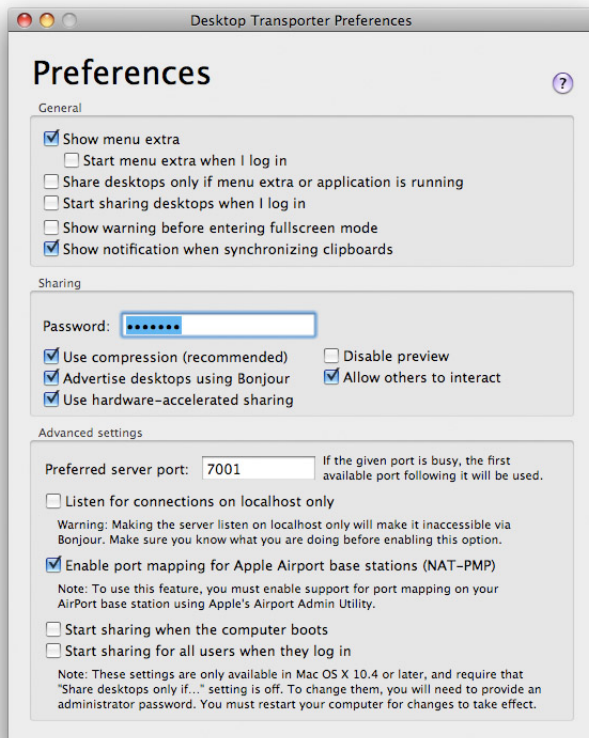 Desktop Transporter Preferences
Preferences
?
General
Show menu extra
Start menu extra when I log in
Share desktops only if menu extra or application is running
Start sharing desktops when I log in
Show warning before entering fullscreen mode
Show notification when synchronizing clipboards
Sharing
Password: •••••••
Use compression (recommended)
Disable preview
Advertise desktops using Bonjour
Allow others to interact
Use hardware-accelerated sharing
Advanced settings
Preferred server port: 7001
If the given port is busy, the first
available port following it will be used.
Listen for connections on localhost only
Warning: Making the server listen on localhost only will make it inaccessible via
Bonjour. Make sure you know what you are doing before enabling this option.
Enable port mapping for Apple Airport base stations (NAT-PMP)
Note: To use this feature, you must enable support for port mapping on your
AirPort base station using Apple's Airport Admin Utility.
Start sharing when the computer boots
Start sharing for all users when they log in
Note: These settings are only available in Mac OS X 10.4 or later, and require that
"Share desktops only if..." setting is off. To change them, you will need to provide an
administrator password. You must restart your computer for changes to take effect.